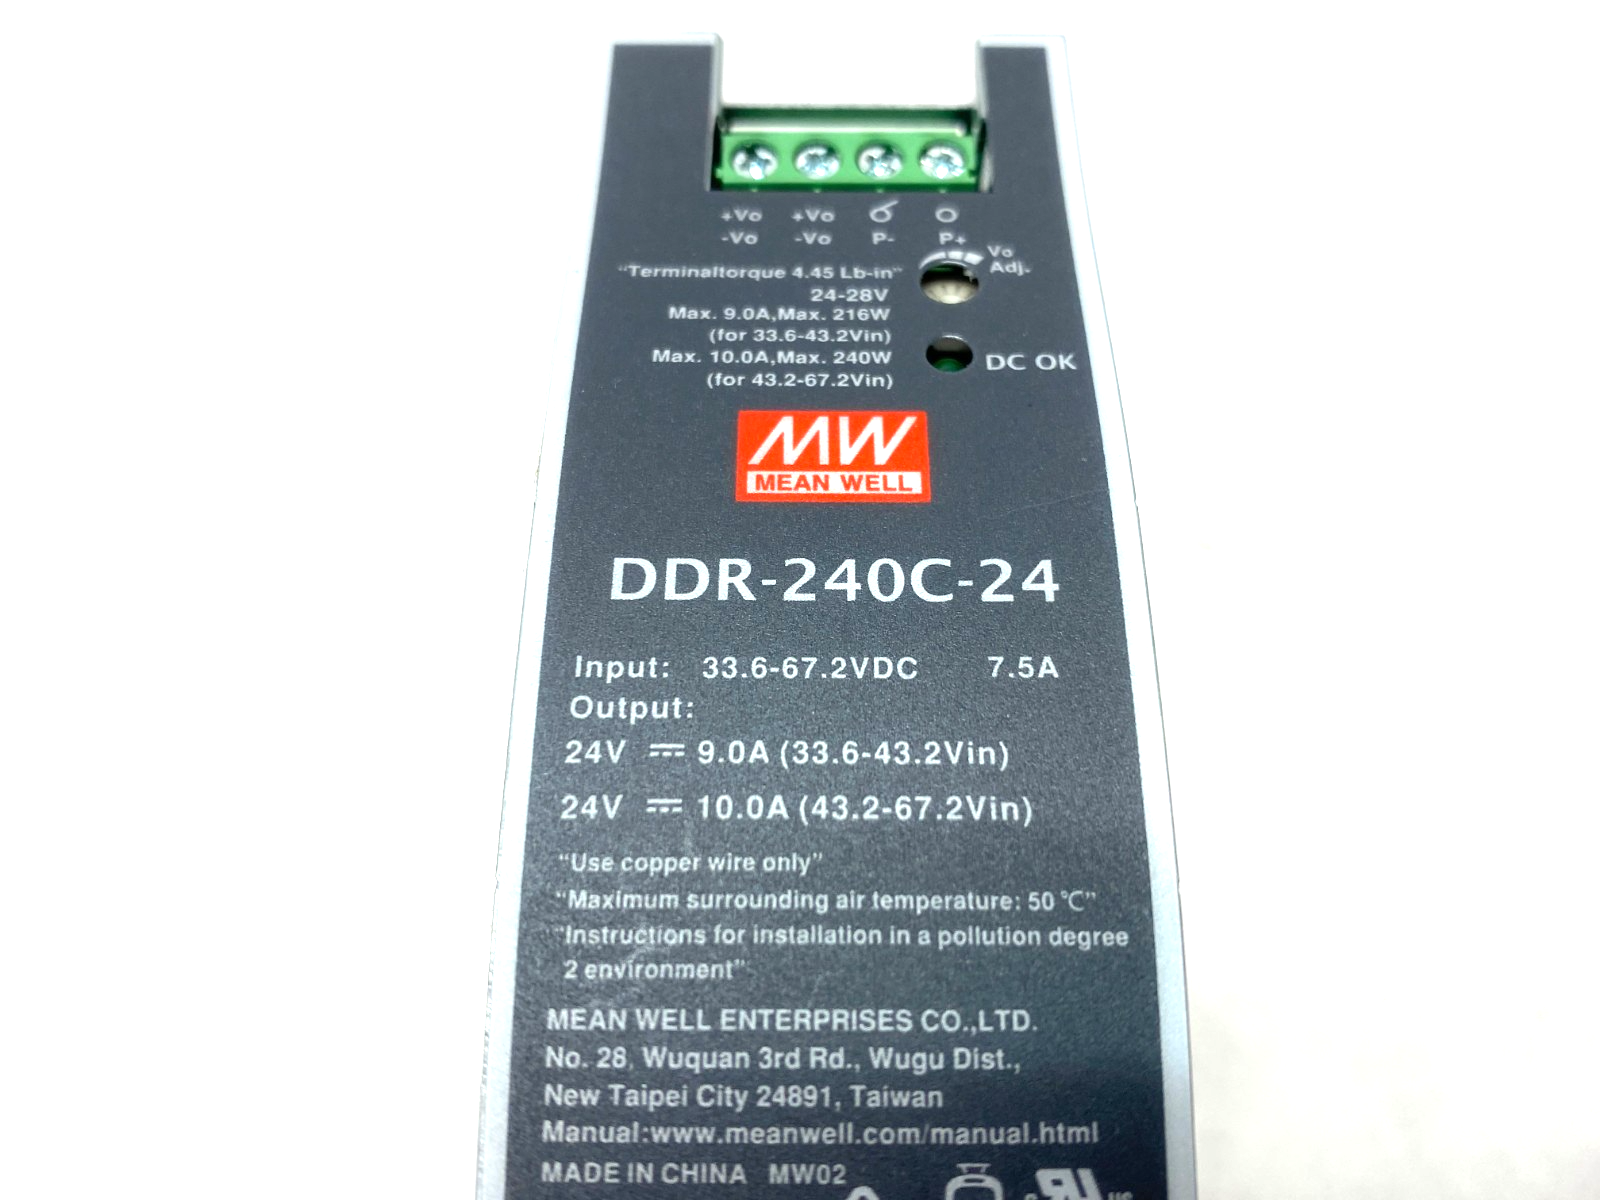 +Vo +Vo
-Vo -Vo P- P+
Vo
Adj.
"Terminaltorque 4.45 Lb-in"
24-28V
Max. 9.0A,Max. 216W
(for 33.6-43.2Vin)
Max. 10.0A,Max. 240W
(for 43.2-67.2Vin)
DC OK
MW
MEAN WELL
DDR-240C-24
Input: 33.6-67.2VDC 7.5A
Output:
24V ⎓ 9.0A (33.6-43.2Vin)
24V ⎓ 10.0A (43.2-67.2Vin)
"Use copper wire only"
"Maximum surrounding air temperature: 50 ℃"
"Instructions for installation in a pollution degree
2 environment"
MEAN WELL ENTERPRISES CO.,LTD.
No. 28, Wuquan 3rd Rd., Wugu Dist.,
New Taipei City 24891, Taiwan
Manual:www.meanwell.com/manual.html
MADE IN CHINA MW02